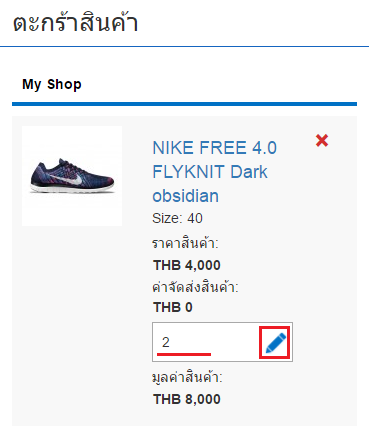 ตะกร้าสินค้า
My Shop
NIKE FREE 4.0
FLYKNIT Dark
obsidian
Size: 40
ราคาสินค้า:
THB 4,000
ค่าจัดส่งสินค้า:
THB 0
2
มูลค่าสินค้า:
THB 8,000